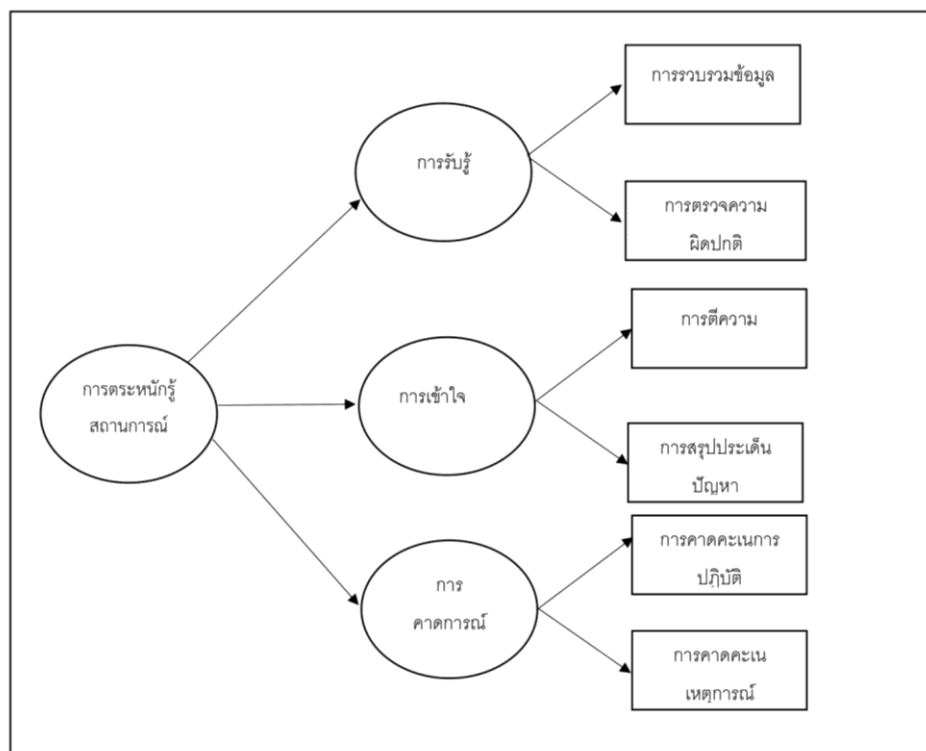 การรวบรวมข้อมูล
การรับรู้
การตรวจความ
ผิดปกติ
การตีความ
การตระหนักรู้
สถานการณ์
การเข้าใจ
การสรุปประเด็น
ปัญหา
การคาดคะเนการ
ปฏิบัติ
การ
คาดการณ์
การคาดคะเน
เหตุการณ์